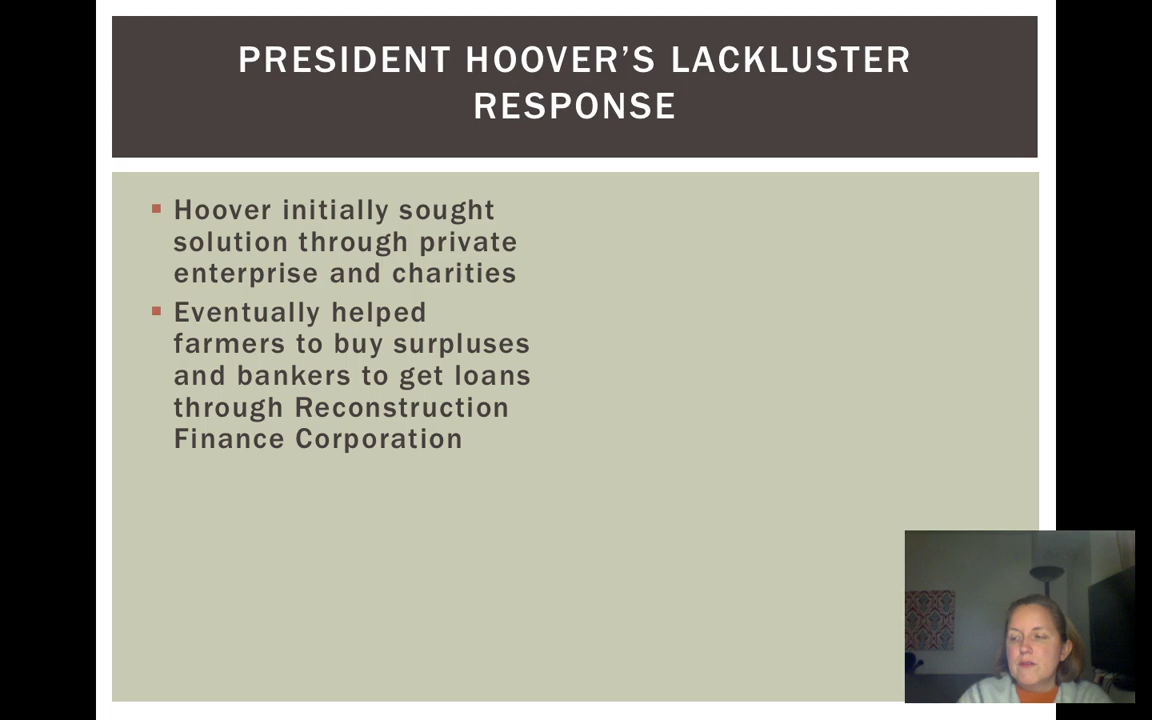 PRESIDENT HOOVER’S LACKLUSTER
RESPONSE
Hoover initially sought
solution through private
enterprise and charities
Eventually helped
farmers to buy surpluses
and bankers to get loans
through Reconstruction
Finance Corporation